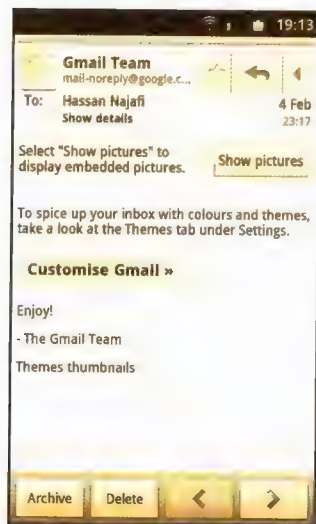 19:13
Gmail Team
mail-noreply@google.c...
To: Hassan Najafi 4 Feb
Show details 23:17
Select "Show pictures" to
display embedded pictures.
Show pictures
To spice up your inbox with colours and themes,
take a look at the Themes tab under Settings.
Customise Gmail »
Enjoy!
- The Gmail Team
Themes thumbnails
Archive Delete